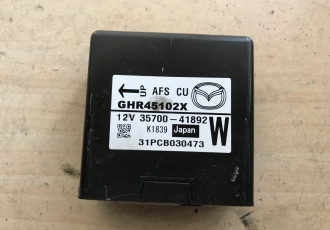 UP AFS CU
GHR45102X
12V 35700-41892
K1839 Japan W
31PCB030473